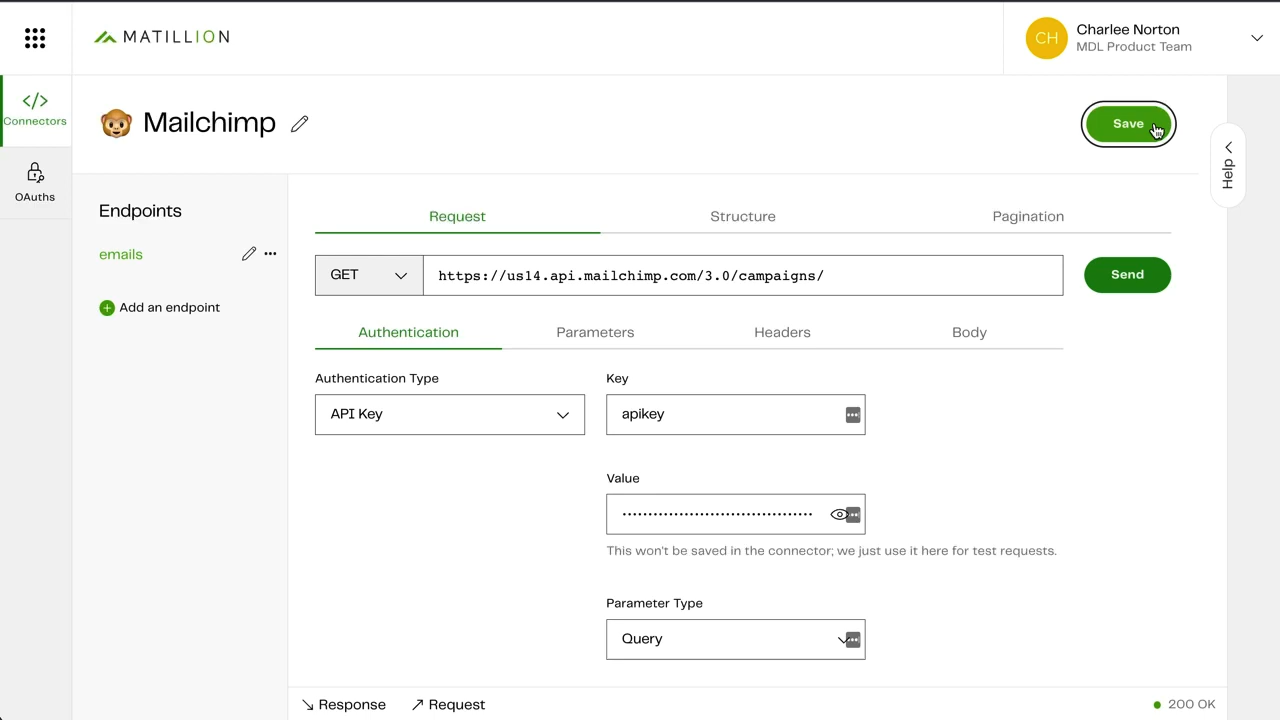 MATILLION
CH
Charlee Norton
MDL Product Team
Connectors
OAuths
Mailchimp
Save
Help
Endpoints
emails
Add an endpoint
Request
Structure
Pagination
GET
https://us14.api.mailchimp.com/3.0/campaigns/
Send
Authentication
Parameters
Headers
Body
Authentication Type
API Key
Key
apikey
Value
This won't be saved in the connector; we just use it here for test requests.
Parameter Type
Query
Response
Request
200 OK